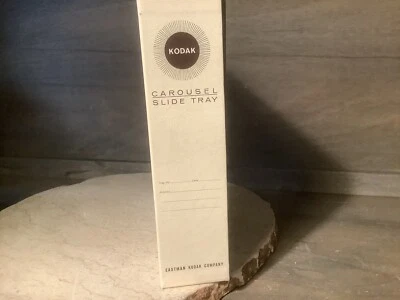 KODAK
CAROUSEL
SLIDE TRAY
EASTMAN KODAK COMPANY